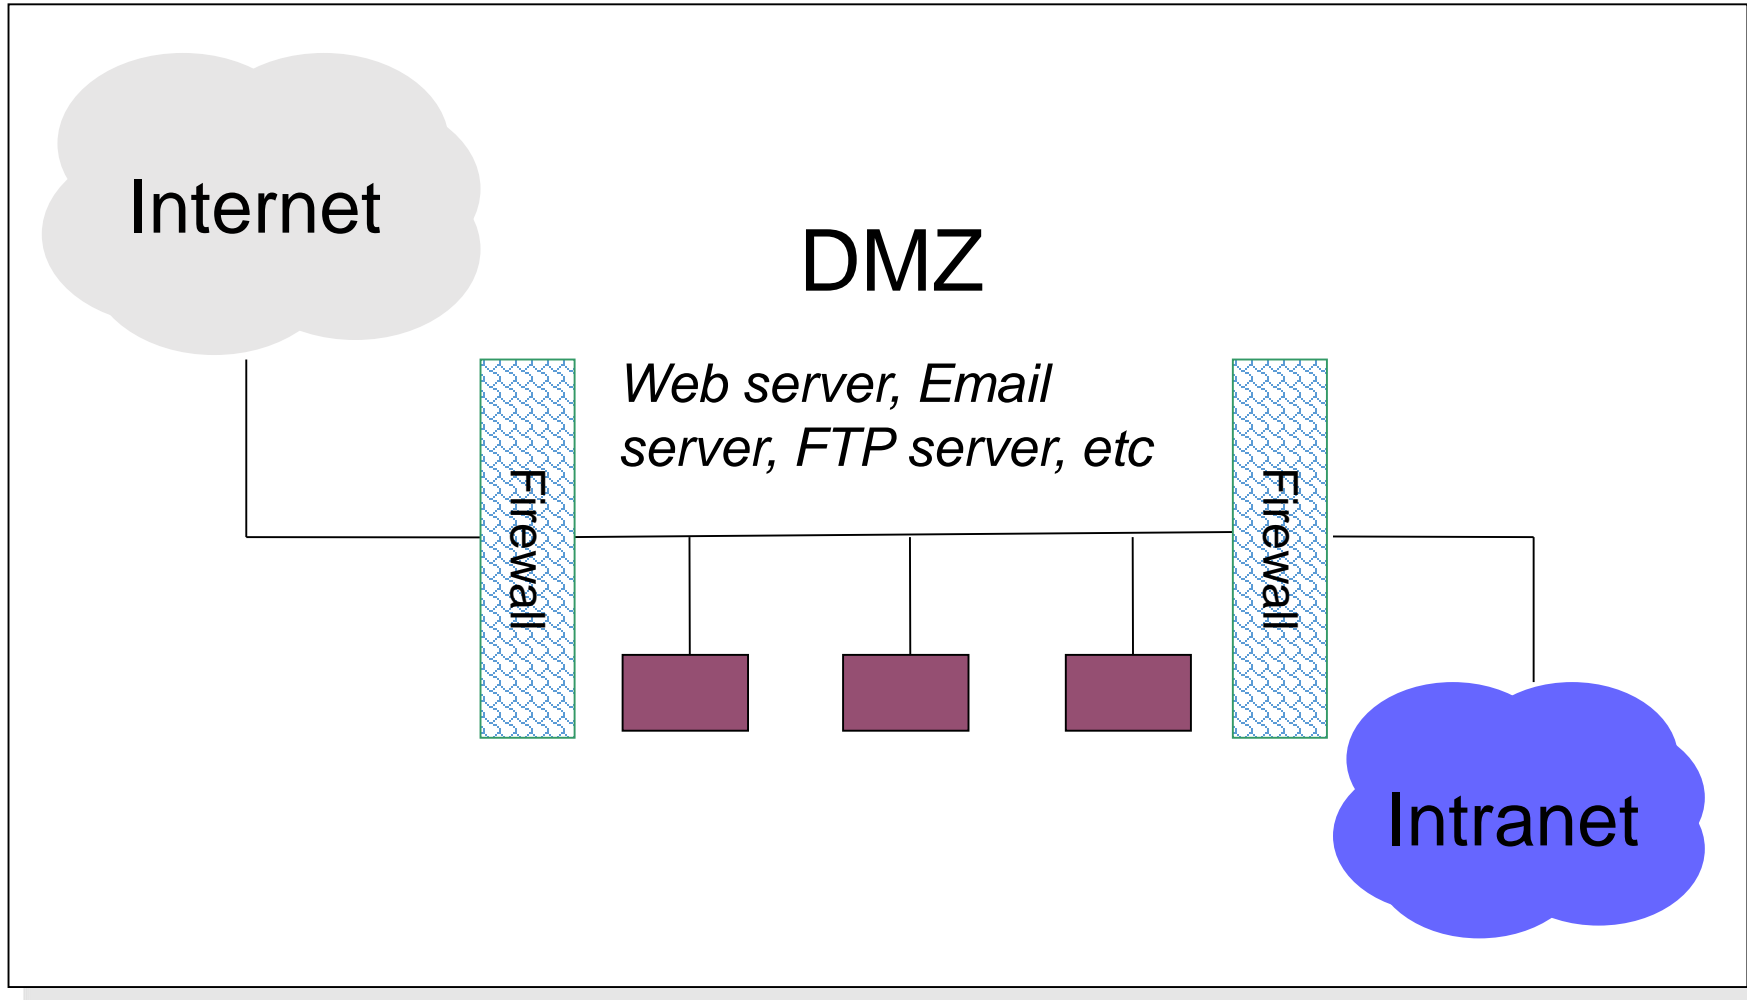 Internet
DMZ
Web server, Email
server, FTP server, etc
Firewall
Firewall
Intranet